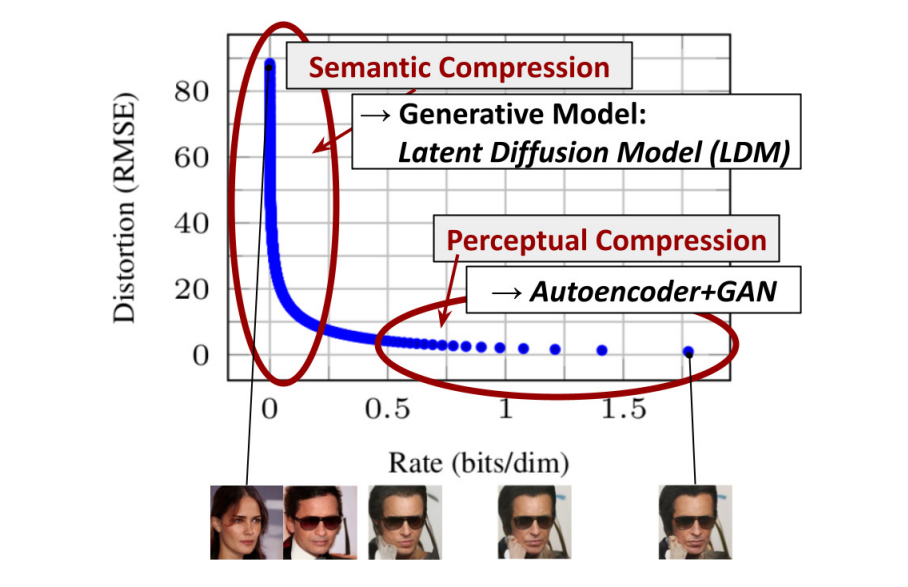 Semantic Compression
→ Generative Model:
Latent Diffusion Model (LDM)
Perceptual Compression
→ Autoencoder+GAN
Distortion (RMSE)
80
60
40
20
0
0 0.5 1 1.5
Rate (bits/dim)